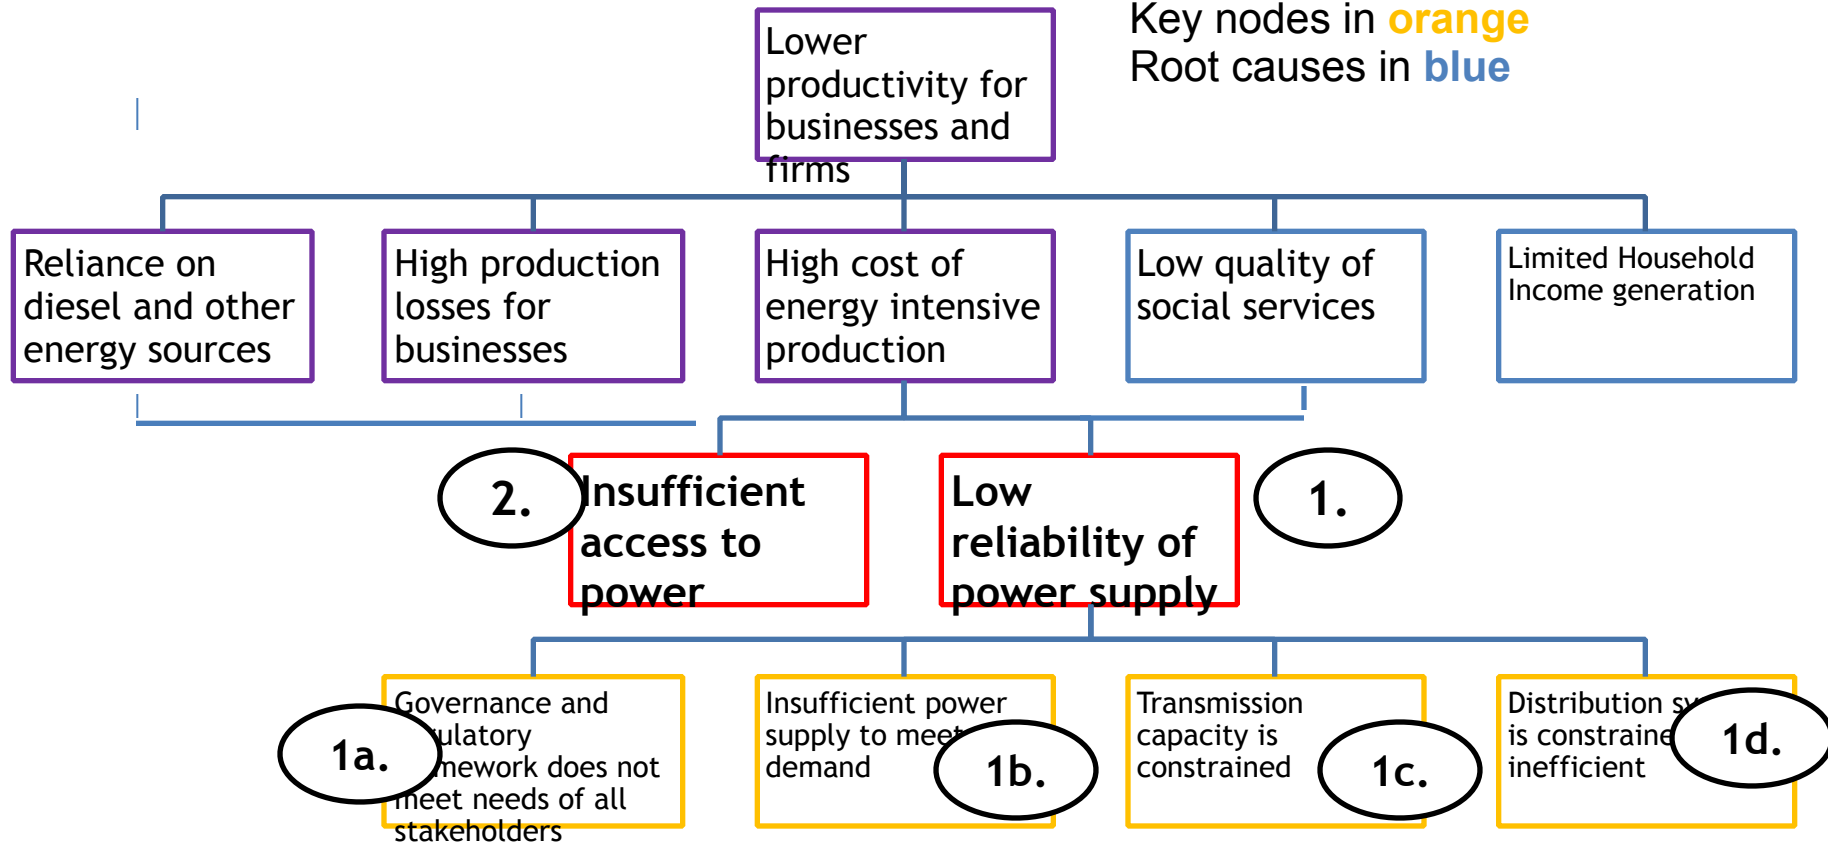 Key nodes in orange
Root causes in blue
Lower
productivity for
businesses and
firms
Reliance on
diesel and other
energy sources
High production
losses for
businesses
High cost of
energy intensive
production
Low quality of
social services
Limited Household
Income generation
2.
Insufficient
access to
power
Low
reliability of
power supply
1.
1a.
Governance and
does not
meet needs of all
stakeholders
Insufficient power
supply to meet
demand
1b.
Transmission
capacity is
constrained
1c.
Distribution
is
inefficient
1d.